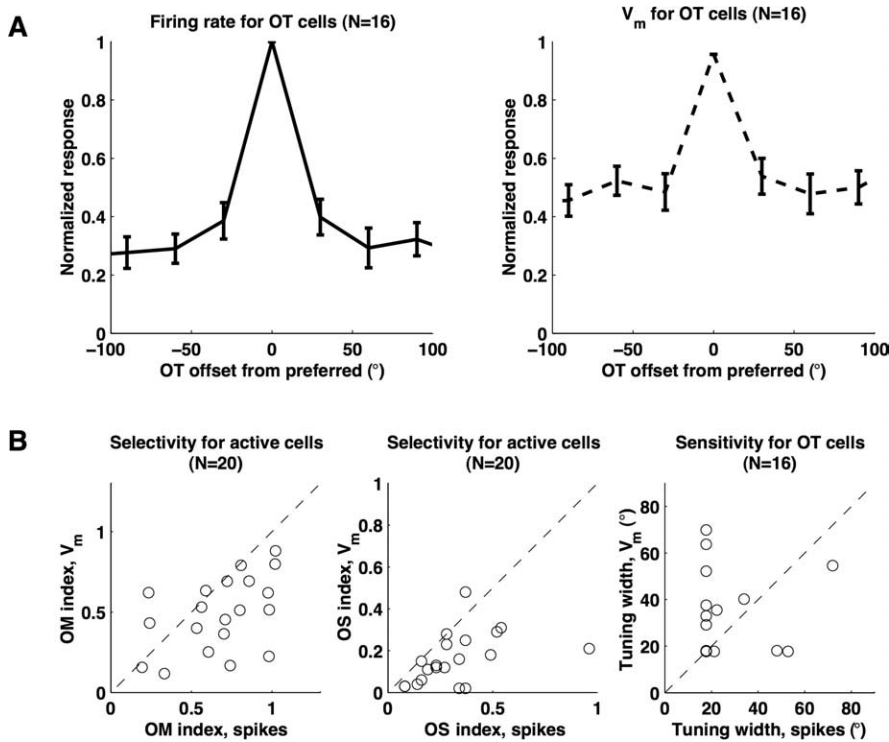 A
Firing rate for OT cells (N=16)
Normalized response
1
0.8
0.6
0.4
0.2
0
−100
−50
0
50
100
OT offset from preferred (°)
V_m for OT cells (N=16)
Normalized response
1
0.8
0.6
0.4
0.2
0
−100
−50
0
50
100
OT offset from preferred (°)
B
Selectivity for active cells
(N=20)
OM index, V_m
1
0.5
0
0
0.5
1
OM index, spikes
Selectivity for active cells
(N=20)
OS index, V_m
1
0.8
0.6
0.4
0.2
0
0
0.5
1
OS index, spikes
Sensitivity for OT cells
(N=16)
Tuning width, V_m (°)
80
60
40
20
0
0
20
40
60
80
Tuning width, spikes (°)